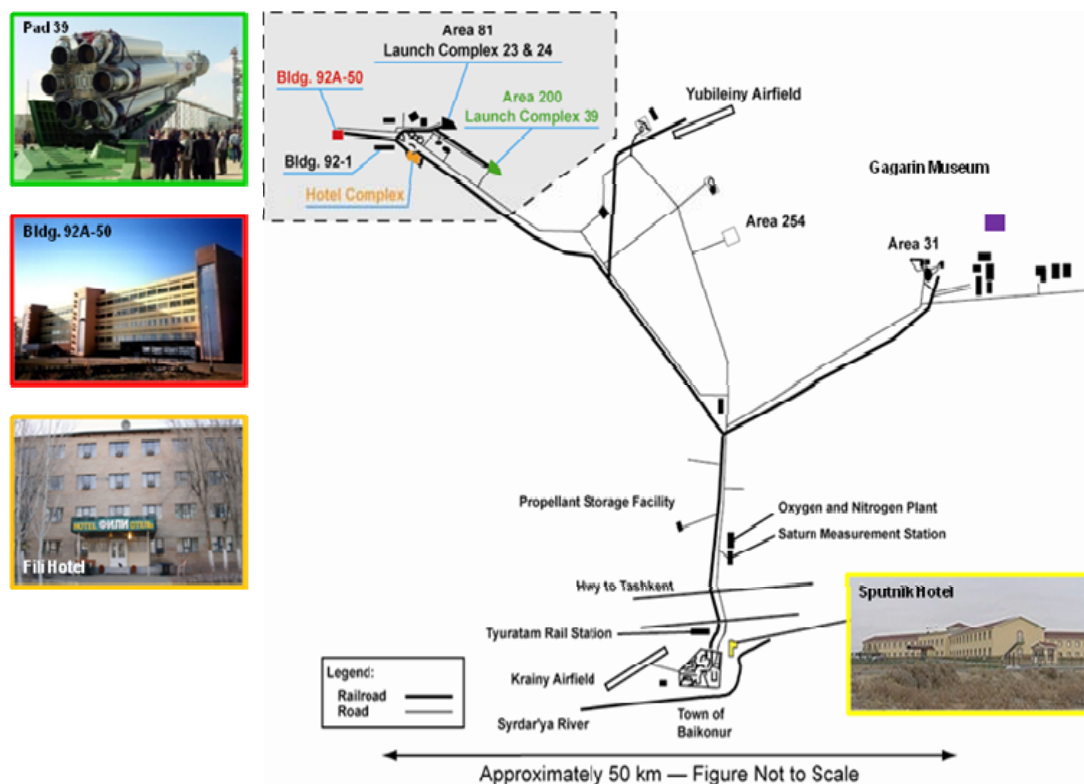 Pad 39
Area 81
Launch Complex 23 & 24
Bldg. 92A-50
Area 200
Launch Complex 39
Yubileiny Airfield
Bldg. 92-1
Hotel Complex
Gagarin Museum
Bldg. 92A-50
Area 254
Area 31
HOTEL ФИЛИ ОТЕЛЬ
Fili Hotel
Propellant Storage Facility
Oxygen and Nitrogen Plant
Saturn Measurement Station
Hwy to Tashkent
Sputnik Hotel
Tyuratam Rail Station
Legend:
Railroad
Road
Krainy Airfield
Syrdar'ya River
Town of
Baikonur
Approximately 50 km — Figure Not to Scale